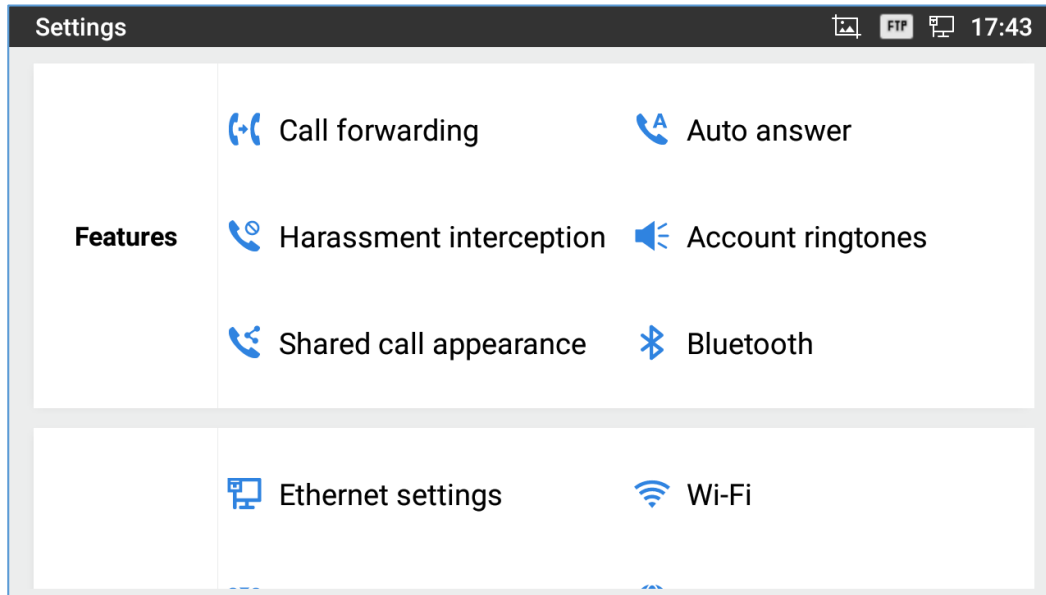 Settings FTP 17:43
Call forwarding A Auto answer
Features Harassment interception Account ringtones
Shared call appearance Bluetooth
Ethernet settings Wi-Fi